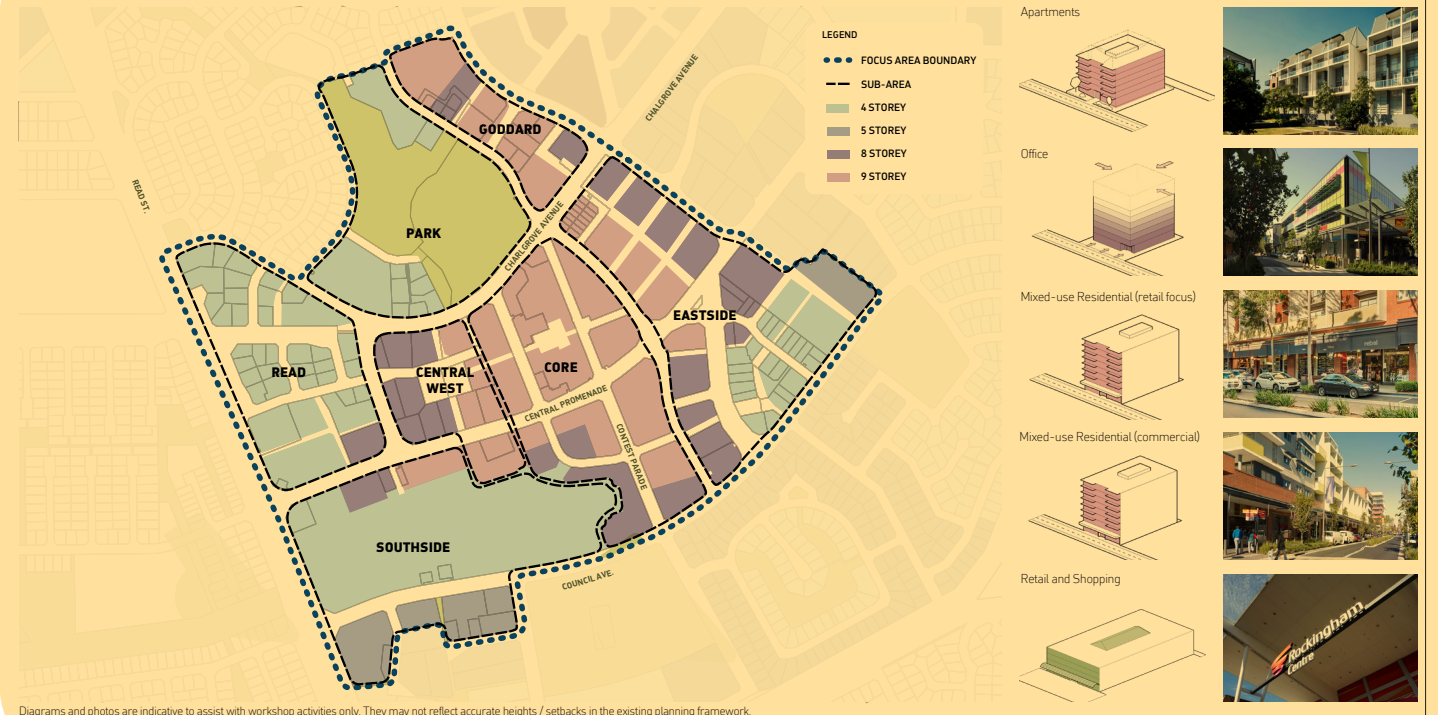 LEGEND
FOCUS AREA BOUNDARY
SUB-AREA
4 STOREY
5 STOREY
8 STOREY
9 STOREY
CHALGROVE AVENUE
GODDARD
READ ST.
PARK
CHARLGROVE AVENUE
EASTSIDE
READ
CENTRAL
WEST
CORE
CENTRAL PROMENADE
CONTEST PARADE
SOUTHSIDE
COUNCIL AVE.
Apartments
Office
Mixed-use Residential (retail focus)
Mixed-use Residential (commercial)
Retail and Shopping
Rockingham
Centre
Diagrams and photos are indicative to assist with workshop activities only. They may not reflect accurate heights / setbacks in the existing planning framework.